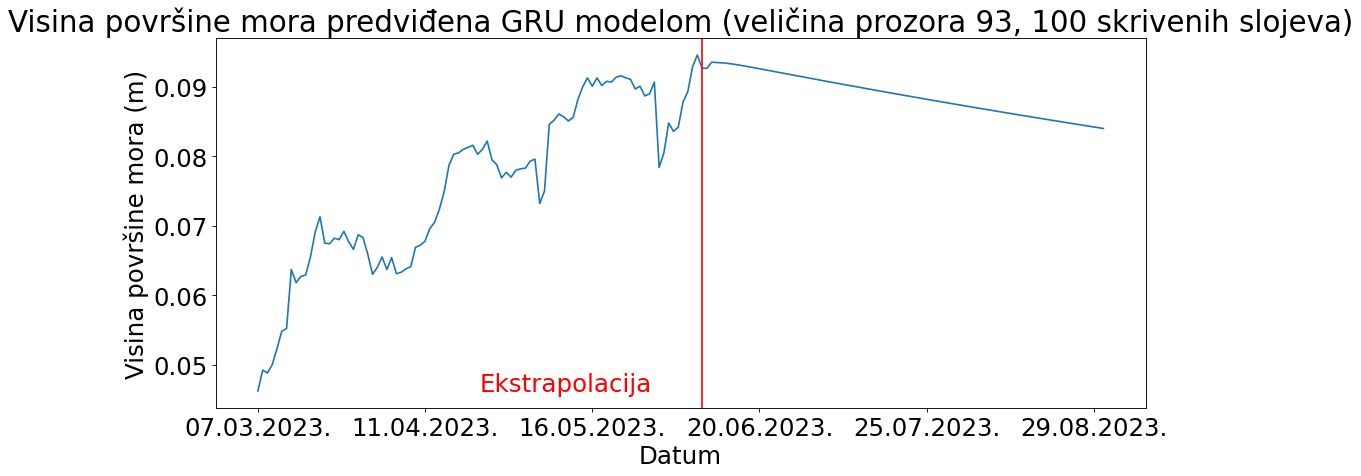 Visina površine mora predviđena GRU modelom (veličina prozora 93, 100 skrivenih slojeva)
Visina površine mora (m)
0.09
0.08
0.07
0.06
0.05
Ekstrapolacija
07.03.2023. 11.04.2023. 16.05.2023. 20.06.2023. 25.07.2023. 29.08.2023.
Datum